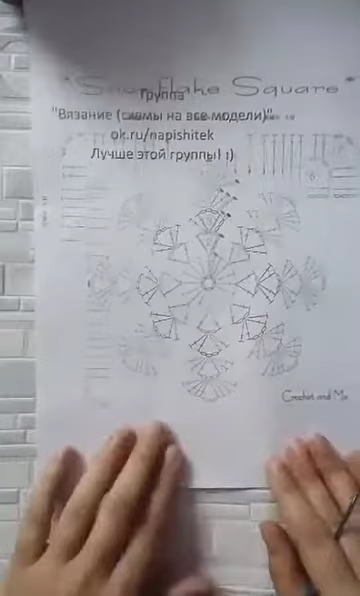 "Snowflake Square"
Группа
"Вязание (схемы на все модели)"
ok.ru/napishitek
Лучше этой группы! :)
Crochet and Me